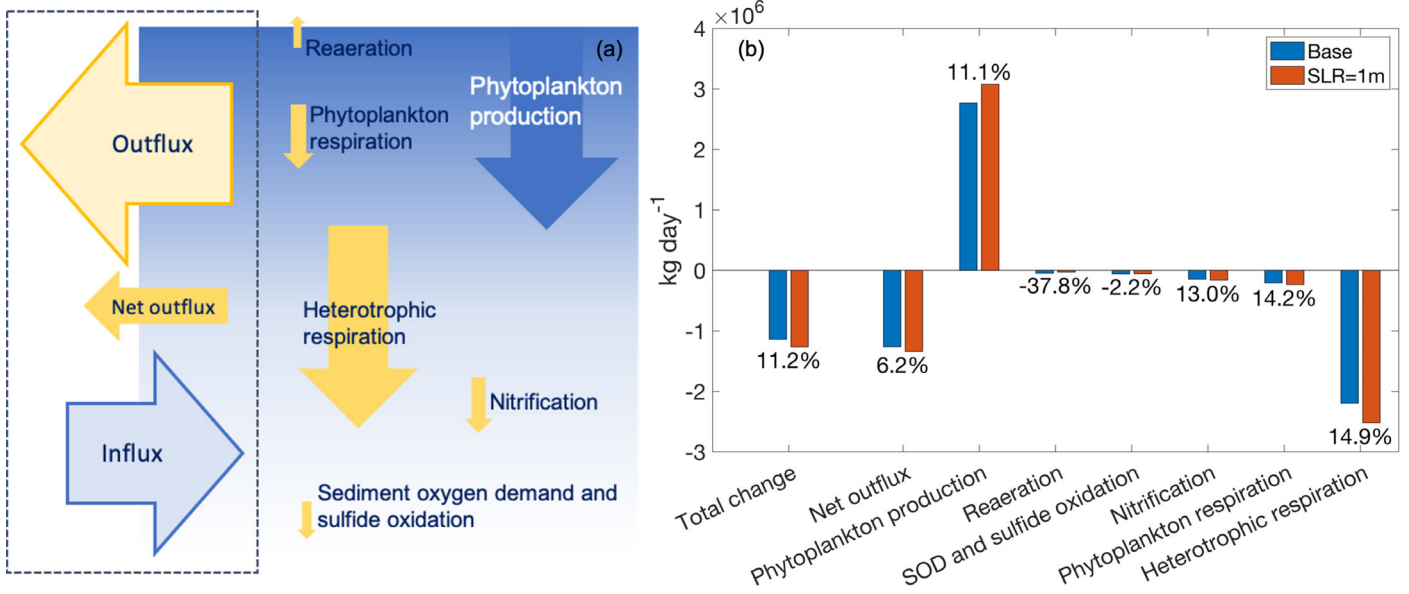 (a)
Reaeration
Phytoplankton
production
Phytoplankton
respiration
Outflux
Net outflux
Heterotrophic
respiration
Nitrification
Influx
Sediment oxygen demand and
sulfide oxidation
×10⁶
(b)
Base
SLR=1m
4
3
2
1
0
-1
-2
-3
kg day⁻¹
11.2%
6.2%
11.1%
-37.8%
-2.2%
13.0%
14.2%
14.9%
Total change
Net outflux
Phytoplankton production
Reaeration
SOD and sulfide oxidation
Nitrification
Phytoplankton respiration
Heterotrophic respiration